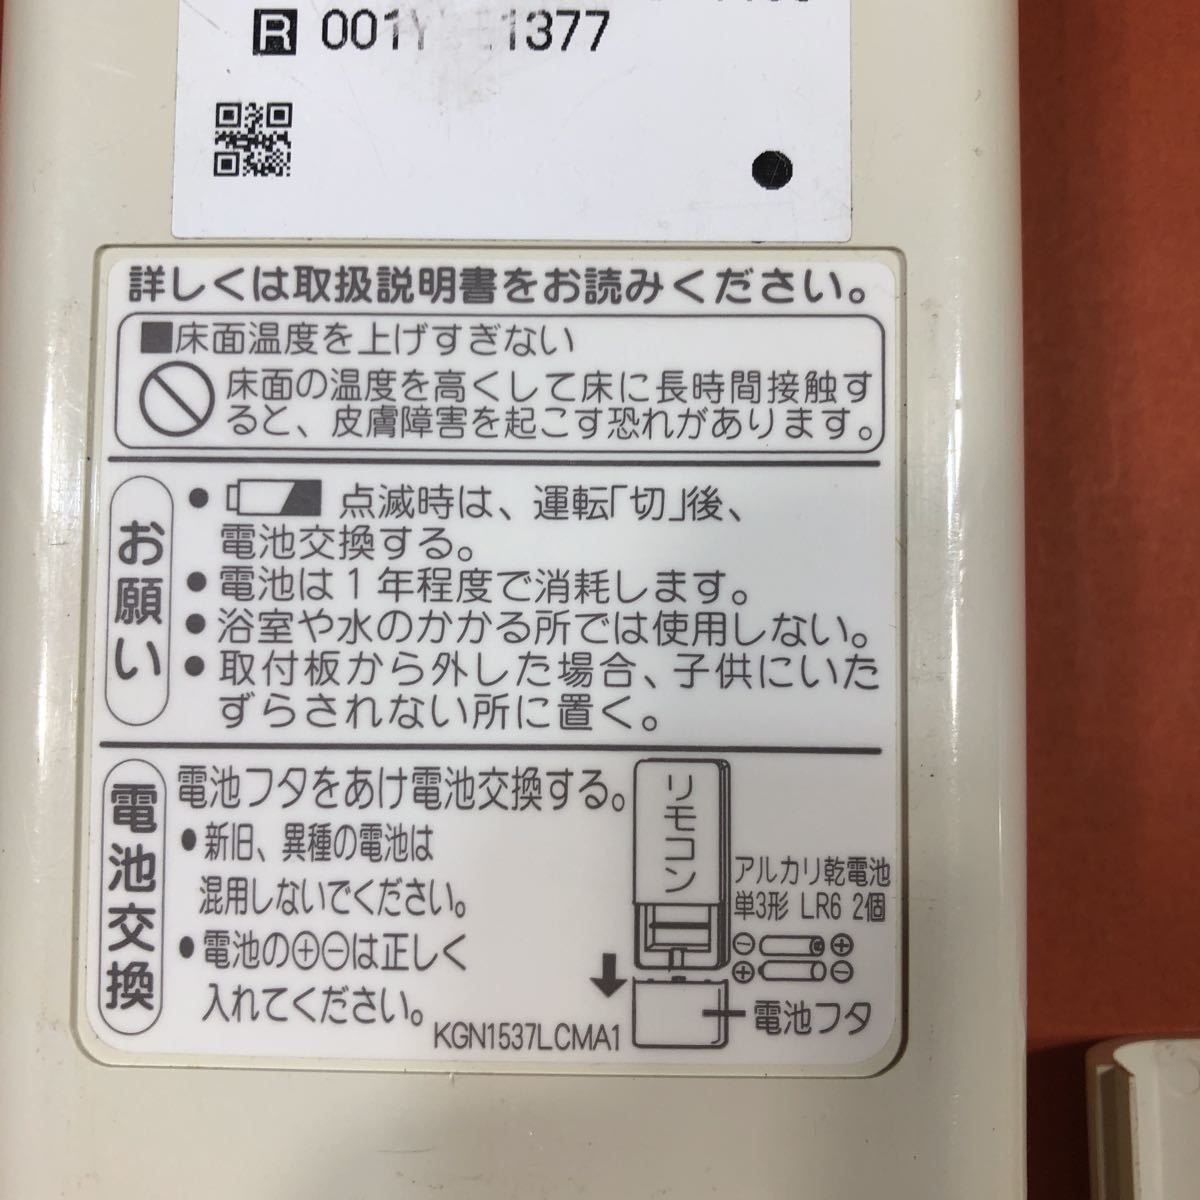 R 001Y 1377
詳しくは取扱説明書をお読みください。
■床面温度を上げすぎない
床面の温度を高くして床に長時間接触す
ると、皮膚障害を起こす恐れがあります。
お願い
● 点滅時は、運転「切」後、
電池交換する。
● 電池は1年程度で消耗します。
● 浴室や水のかかる所では使用しない。
● 取付板から外した場合、子供にいた
ずらされない所に置く。
電池交換
電池フタをあけ電池交換する。
● 新旧、異種の電池は
混用しないでください。
● 電池の⊕⊖は正しく
入れてください。
KGN1537LCMA1
リモコン
アルカリ乾電池
単3形 LR6 2個
⊖ ⊕
⊕ ⊖
電池フタ